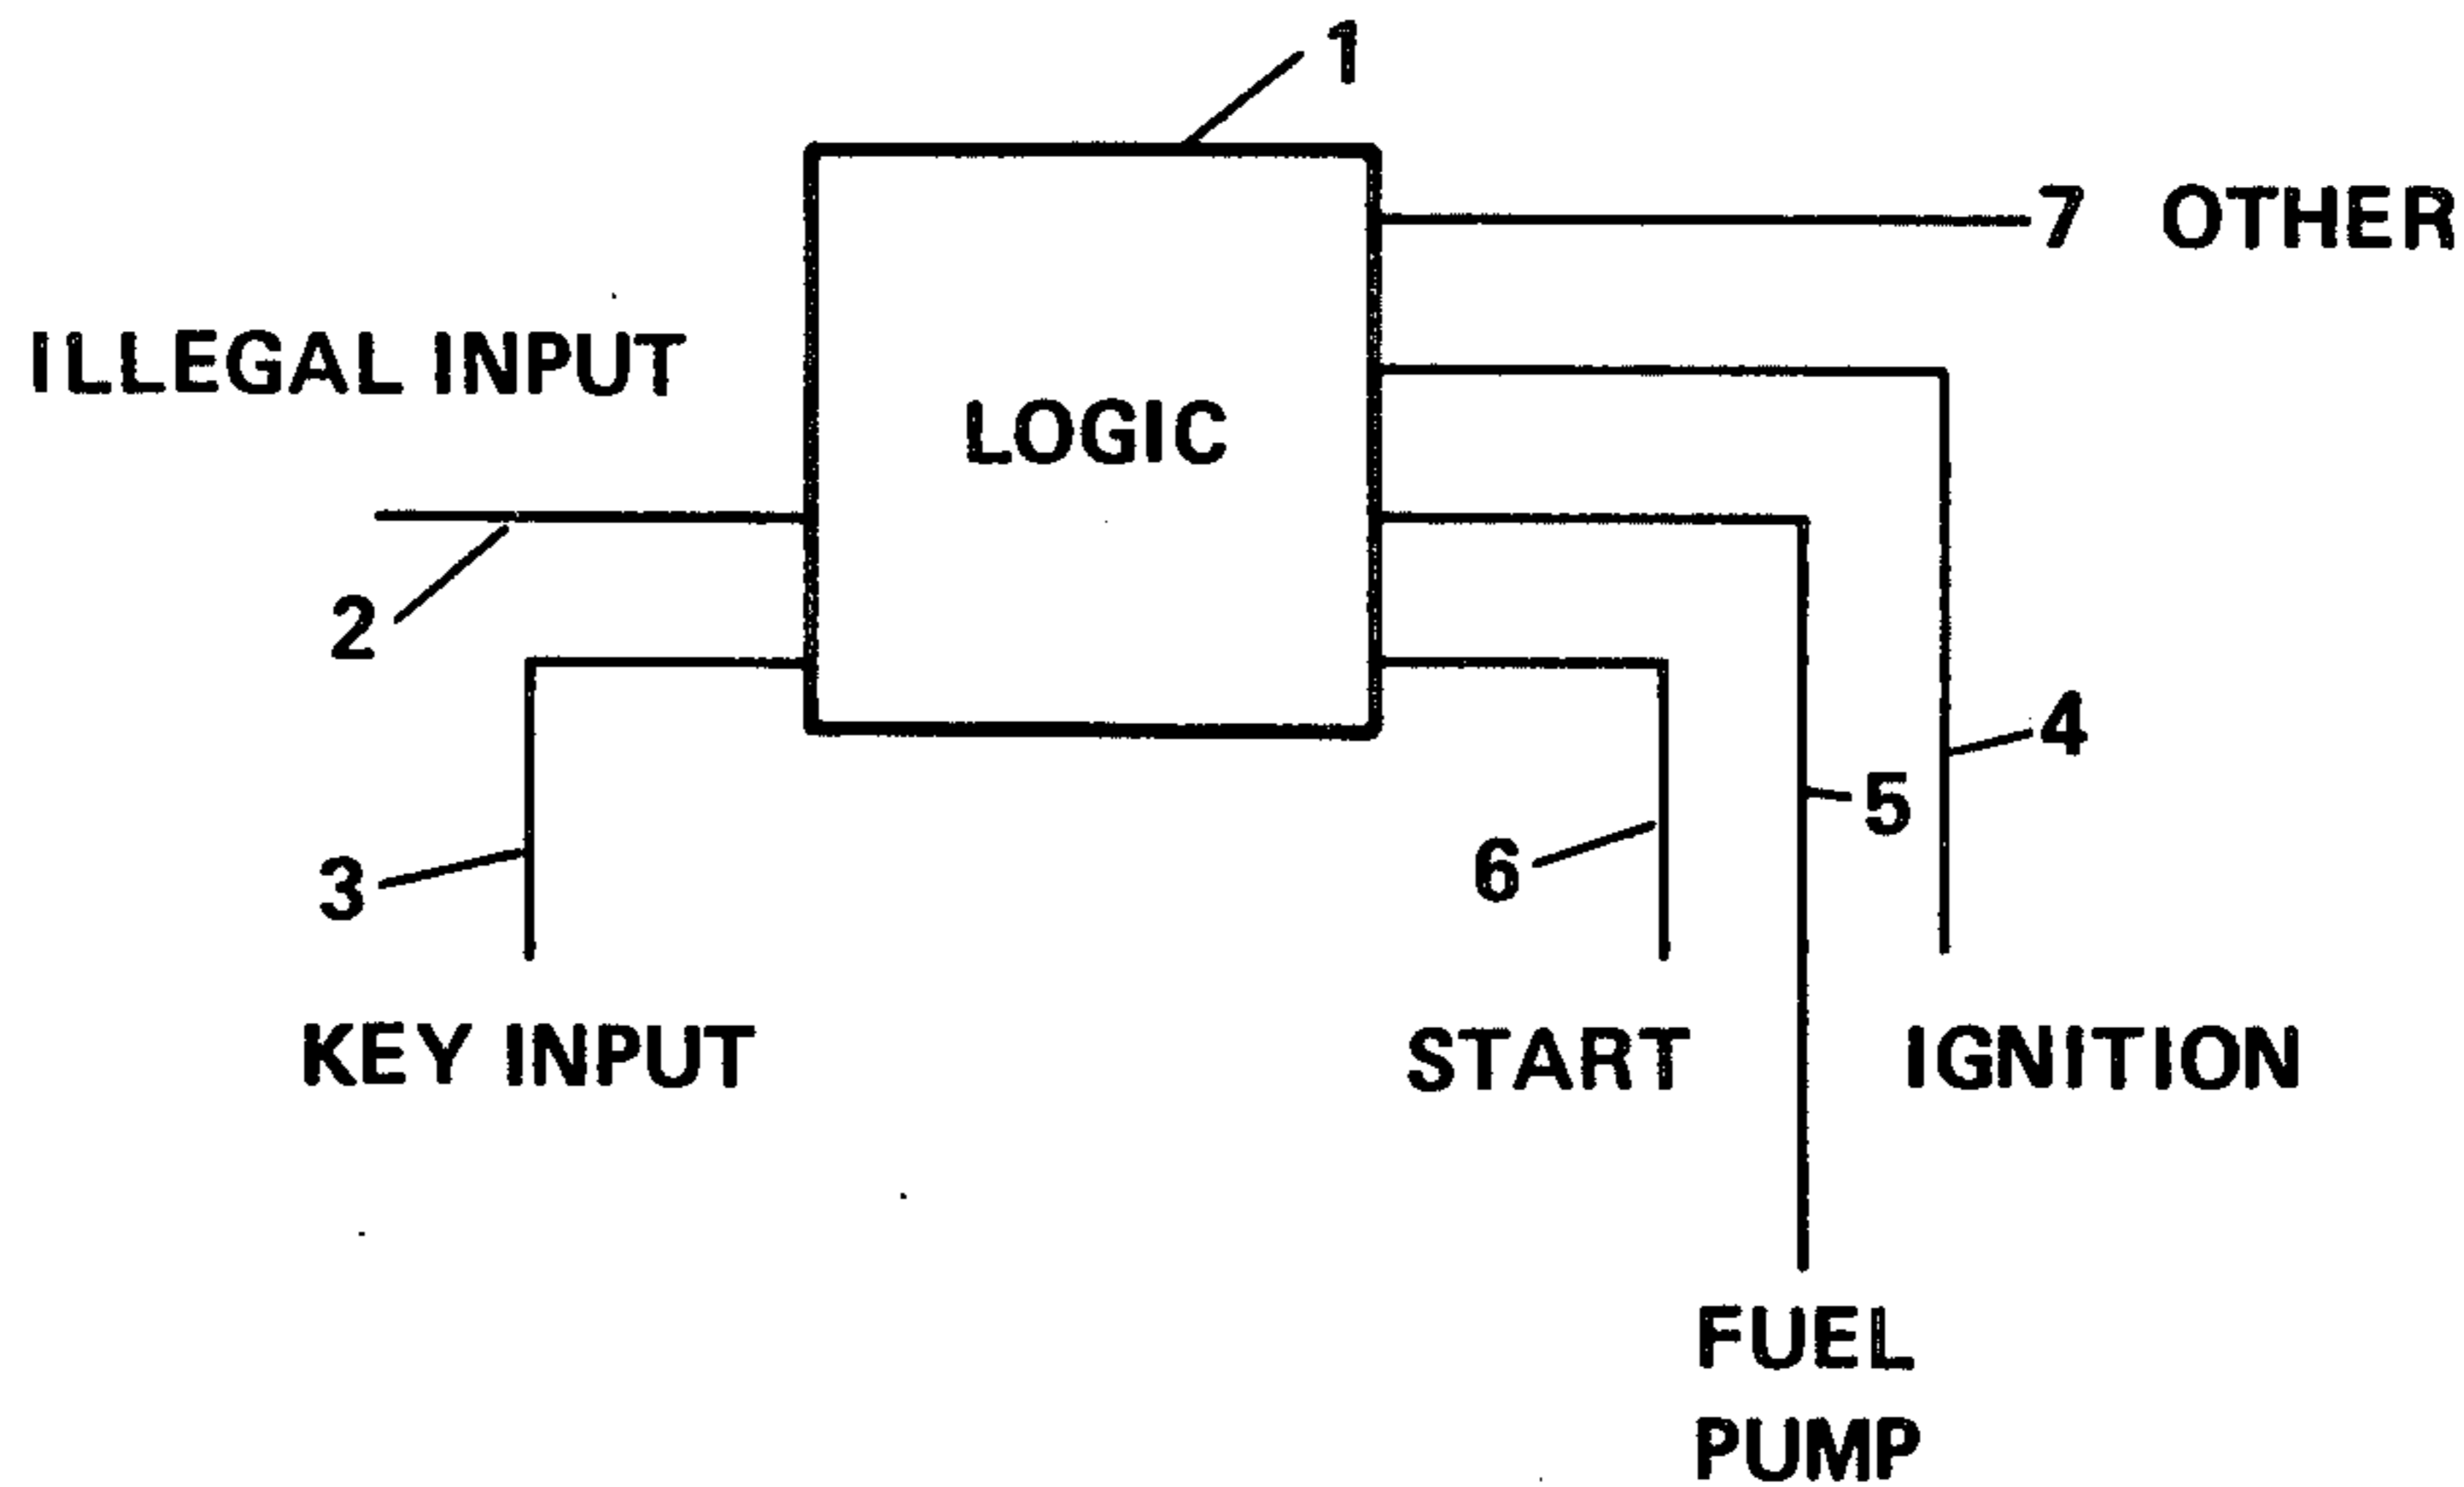 1
7 OTHER
ILLEGAL INPUT
LOGIC
2
4
5
6
3
KEY INPUT
START
IGNITION
FUEL
PUMP